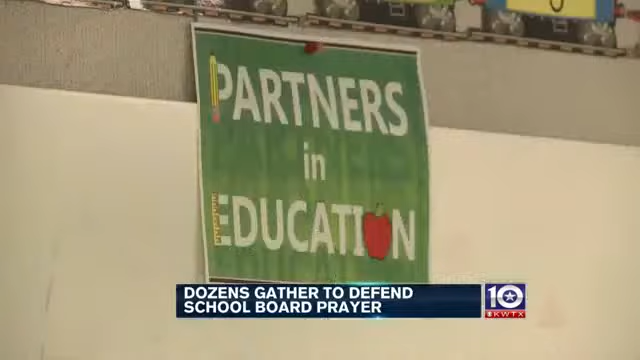 PARTNERS
in
EDUCATION
DOZENS GATHER TO DEFEND
SCHOOL BOARD PRAYER
10
KWTX